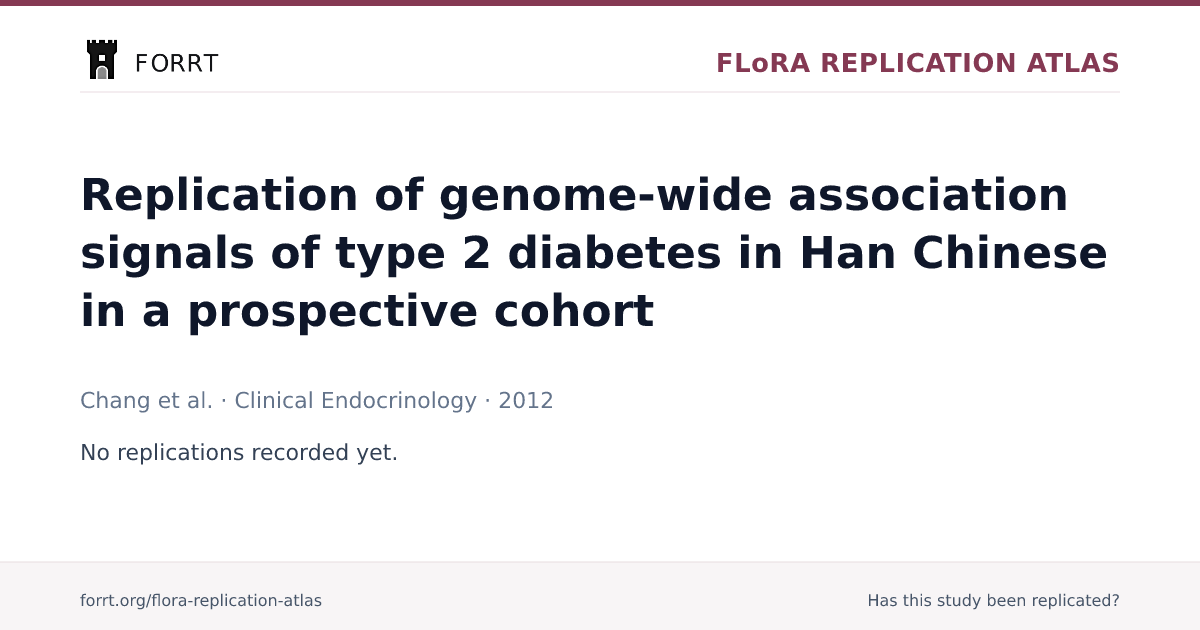 FORRT
FLoRA REPLICATION ATLAS
Replication of genome-wide association
signals of type 2 diabetes in Han Chinese
in a prospective cohort
Chang et al. · Clinical Endocrinology · 2012
No replications recorded yet.
forrt.org/flora-replication-atlas
Has this study been replicated?